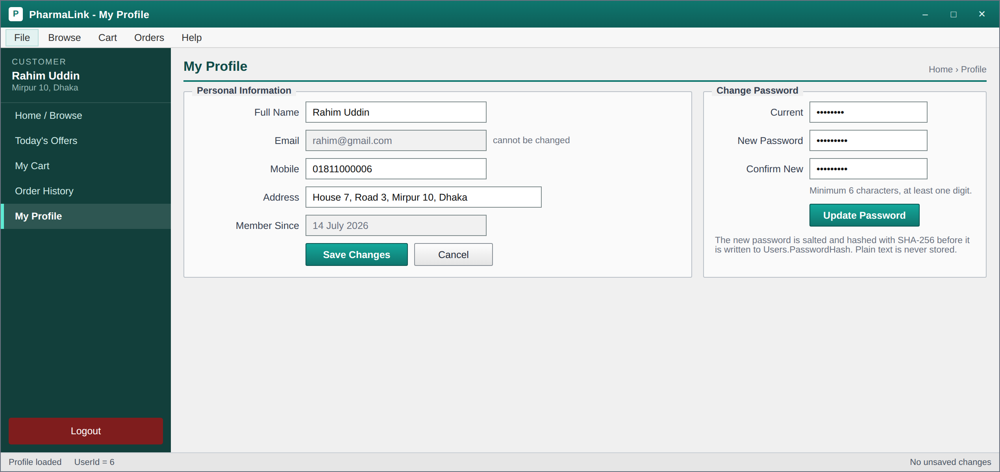 P PharmaLink - My Profile – □ ✕
File Browse Cart Orders Help
CUSTOMER
Rahim Uddin
Mirpur 10, Dhaka
Home / Browse
Today's Offers
My Cart
Order History
My Profile
Logout
My Profile
Home › Profile
Personal Information
Full Name Rahim Uddin
Email rahim@gmail.com cannot be changed
Mobile 01811000006
Address House 7, Road 3, Mirpur 10, Dhaka
Member Since 14 July 2026
Save Changes Cancel
Change Password
Current ••••••••
New Password •••••••••
Confirm New •••••••••
Minimum 6 characters, at least one digit.
Update Password
The new password is salted and hashed with SHA-256 before it
is written to Users.PasswordHash. Plain text is never stored.
Profile loaded UserId = 6 No unsaved changes